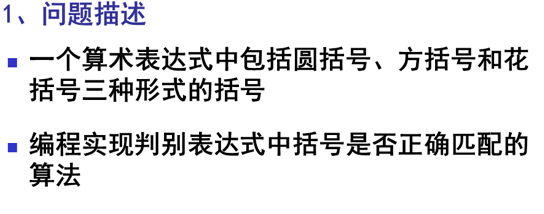 1、问题描述
■ 一个算术表达式中包括圆括号、方括号和花
括号三种形式的括号
■ 编程实现判别表达式中括号是否正确匹配的
算法